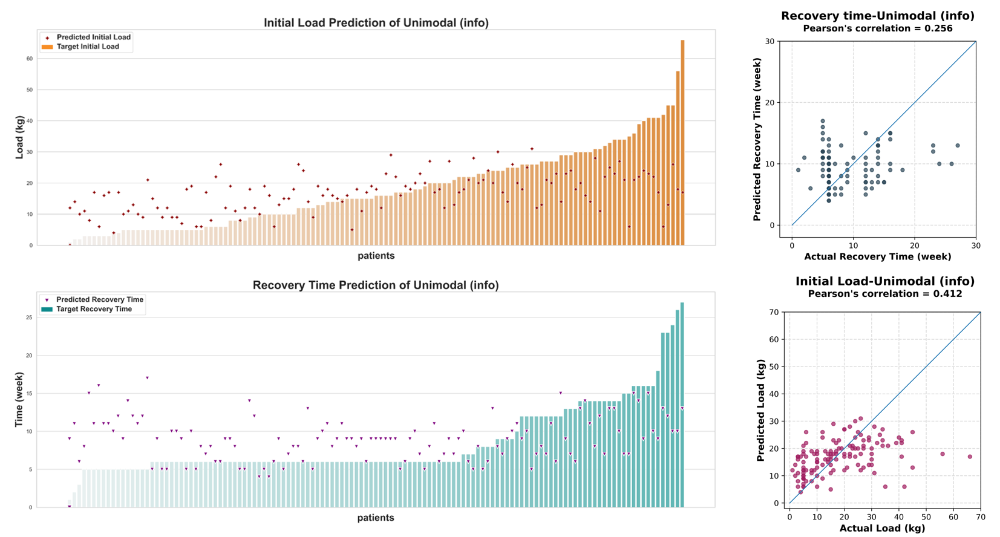 Initial Load Prediction of Unimodal (info)
Predicted Initial Load
Target Initial Load
60
50
40
30
20
10
0
Load (kg)
patients
Recovery time-Unimodal (info)
Pearson's correlation = 0.256
30
20
10
0
Predicted Recovery Time (week)
0 10 20 30
Actual Recovery Time (week)
Recovery Time Prediction of Unimodal (info)
Predicted Recovery Time
Target Recovery Time
25
20
15
10
5
0
Time (week)
patients
Initial Load-Unimodal (info)
Pearson's correlation = 0.412
70
60
50
40
30
20
10
0
Predicted Load (kg)
0 10 20 30 40 50 60 70
Actual Load (kg)